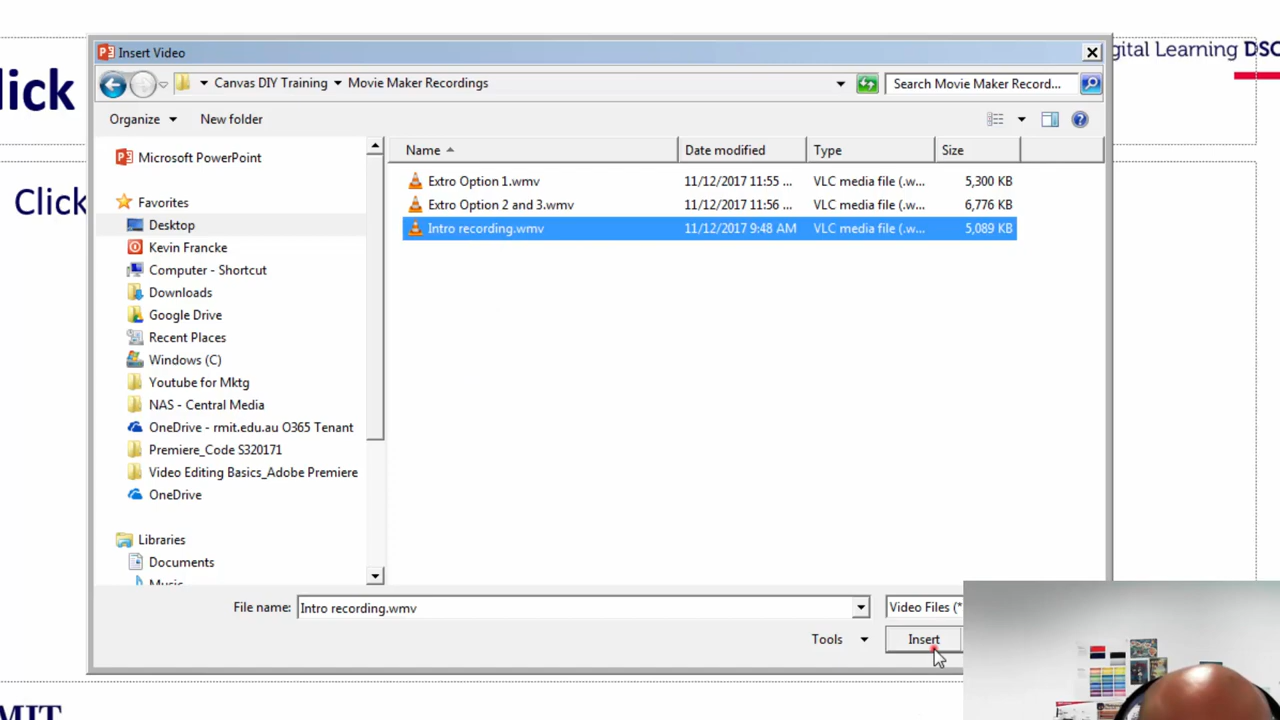 Insert Video
gital Learning DSC
lick
Canvas DIY Training Movie Maker Recordings
Search Movie Maker Record...
Organize New folder
Name Date modified Type Size
Microsoft PowerPoint
Extro Option 1.wmv 11/12/2017 11:55 ... VLC media file (.w... 5,300 KB
Favorites
Extro Option 2 and 3.wmv 11/12/2017 11:56 ... VLC media file (.w... 6,776 KB
Click
Desktop
Intro recording.wmv 11/12/2017 9:48 AM VLC media file (.w... 5,089 KB
Kevin Francke
Computer - Shortcut
Downloads
Google Drive
Recent Places
Windows (C)
Youtube for Mktg
NAS - Central Media
OneDrive - rmit.edu.au O365 Tenant
Premiere_Code S320171
Video Editing Basics_Adobe Premiere
OneDrive
Libraries
Documents
Music
File name: Intro recording.wmv Video Files (*
Tools Insert
MIT